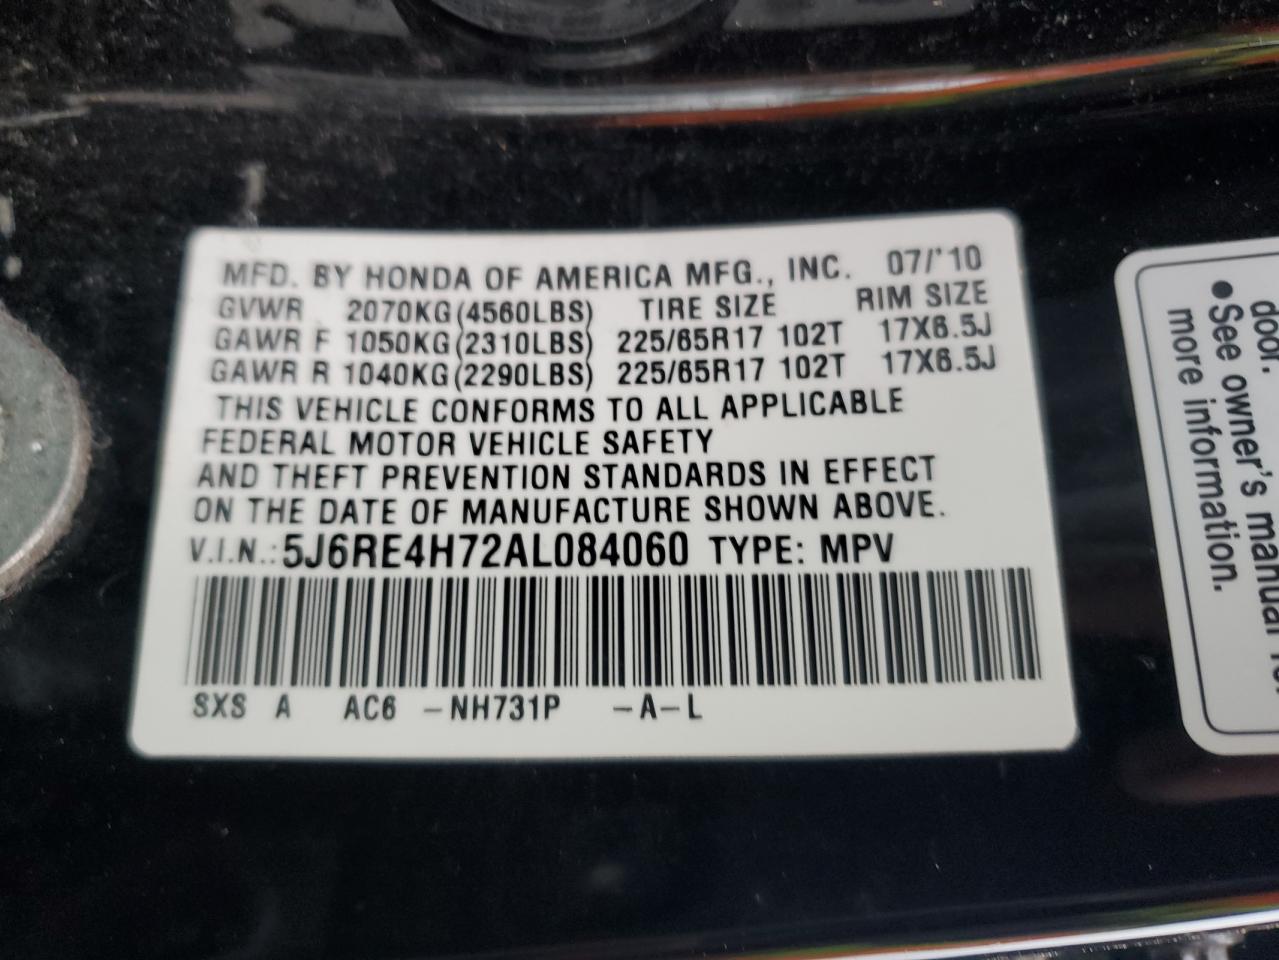 MFD. BY HONDA OF AMERICA MFG., INC. 07/'10
GVWR 2070KG(4560LBS) TIRE SIZE RIM SIZE
GAWR F 1050KG(2310LBS) 225/65R17 102T 17X6.5J
GAWR R 1040KG(2290LBS) 225/65R17 102T 17X6.5J
THIS VEHICLE CONFORMS TO ALL APPLICABLE
FEDERAL MOTOR VEHICLE SAFETY
AND THEFT PREVENTION STANDARDS IN EFFECT
ON THE DATE OF MANUFACTURE SHOWN ABOVE.
V.I.N.: 5J6RE4H72AL084060 TYPE: MPV
SXS A AC6 -NH731P -A-L
door.
●See owner's manual for
more information.